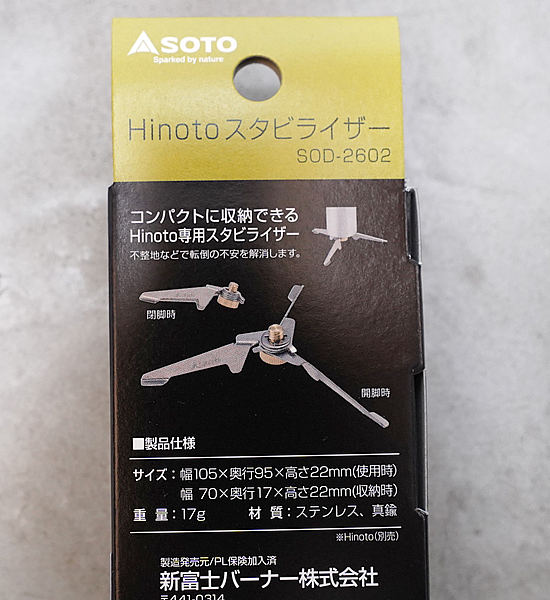 SOTO
Sparked by nature
Hinotoスタビライザー
SOD-2602
コンパクトに収納できる
Hinoto専用スタビライザー
不整地などで転倒の不安を解消します。
閉脚時
SOTO
開脚時
■製品仕様
サイズ：幅105×奥行95×高さ22mm(使用時)
幅 70×奥行17×高さ22mm(収納時)
重 量：17g 材 質：ステンレス、真鍮
※Hinoto(別売)
製造発売元/PL保険加入済
新富士バーナー株式会社
〒441-0314